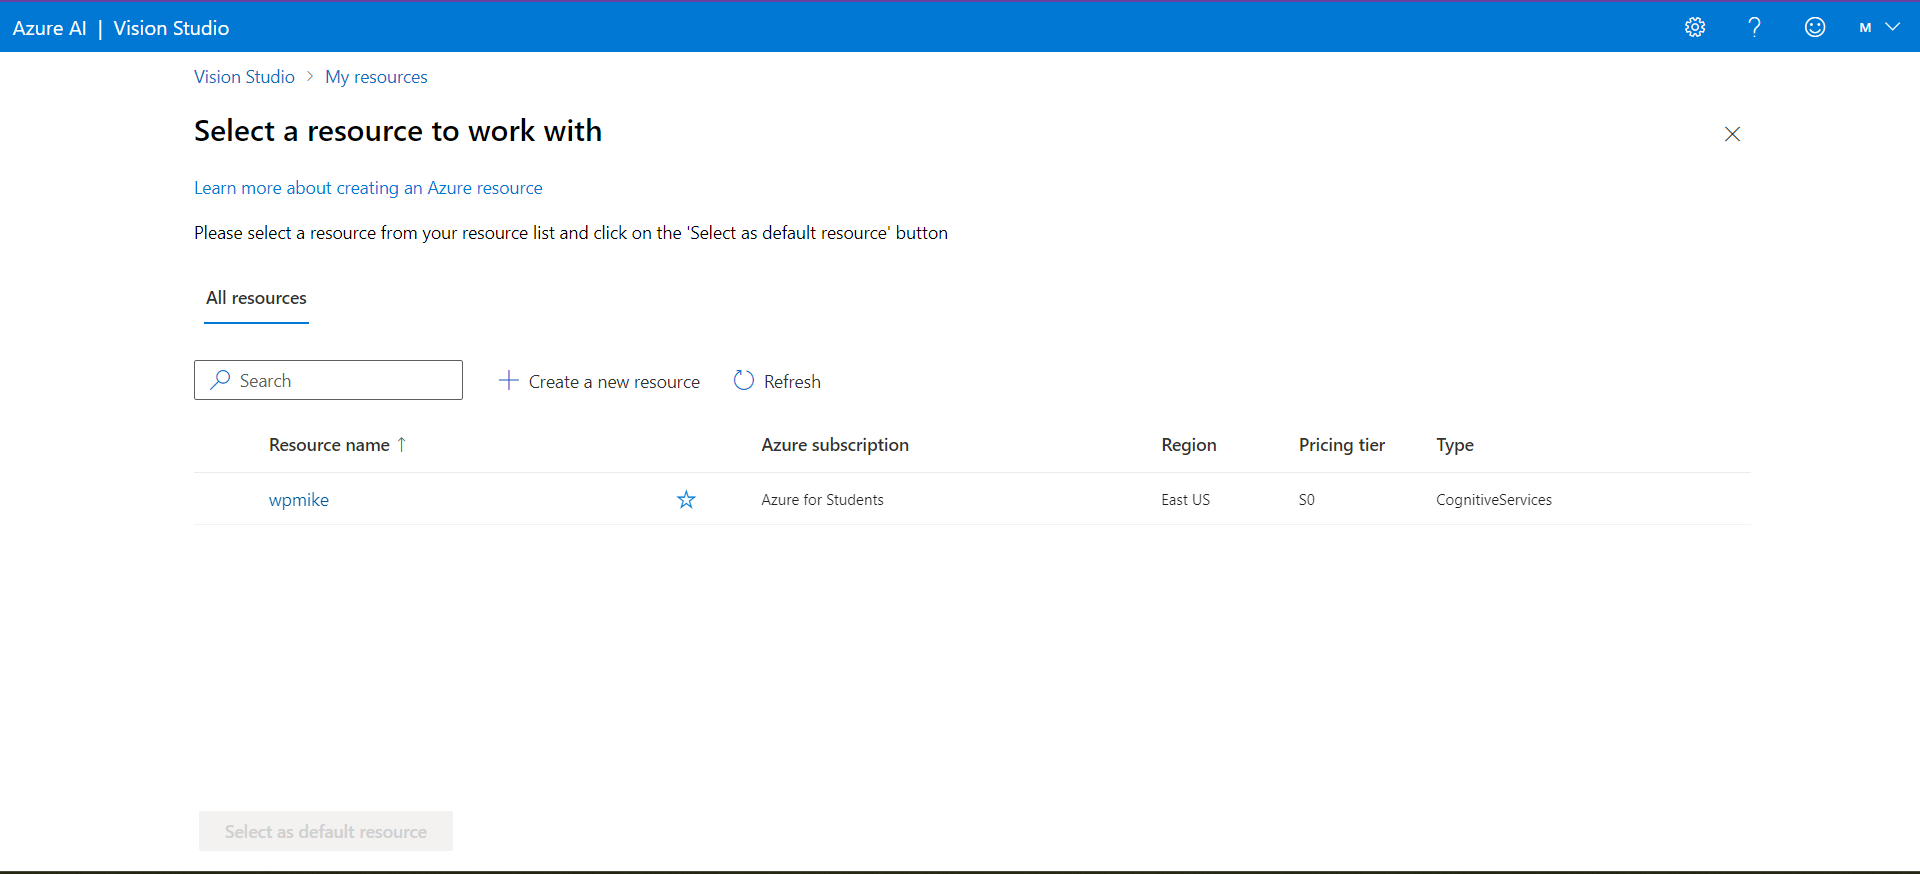 Azure AI | Vision Studio
M
Vision Studio > My resources
Select a resource to work with
Learn more about creating an Azure resource
Please select a resource from your resource list and click on the 'Select as default resource' button
All resources
Search
Create a new resource
Refresh
Resource name ↑ Azure subscription Region Pricing tier Type
wpmike Azure for Students East US S0 CognitiveServices
Select as default resource